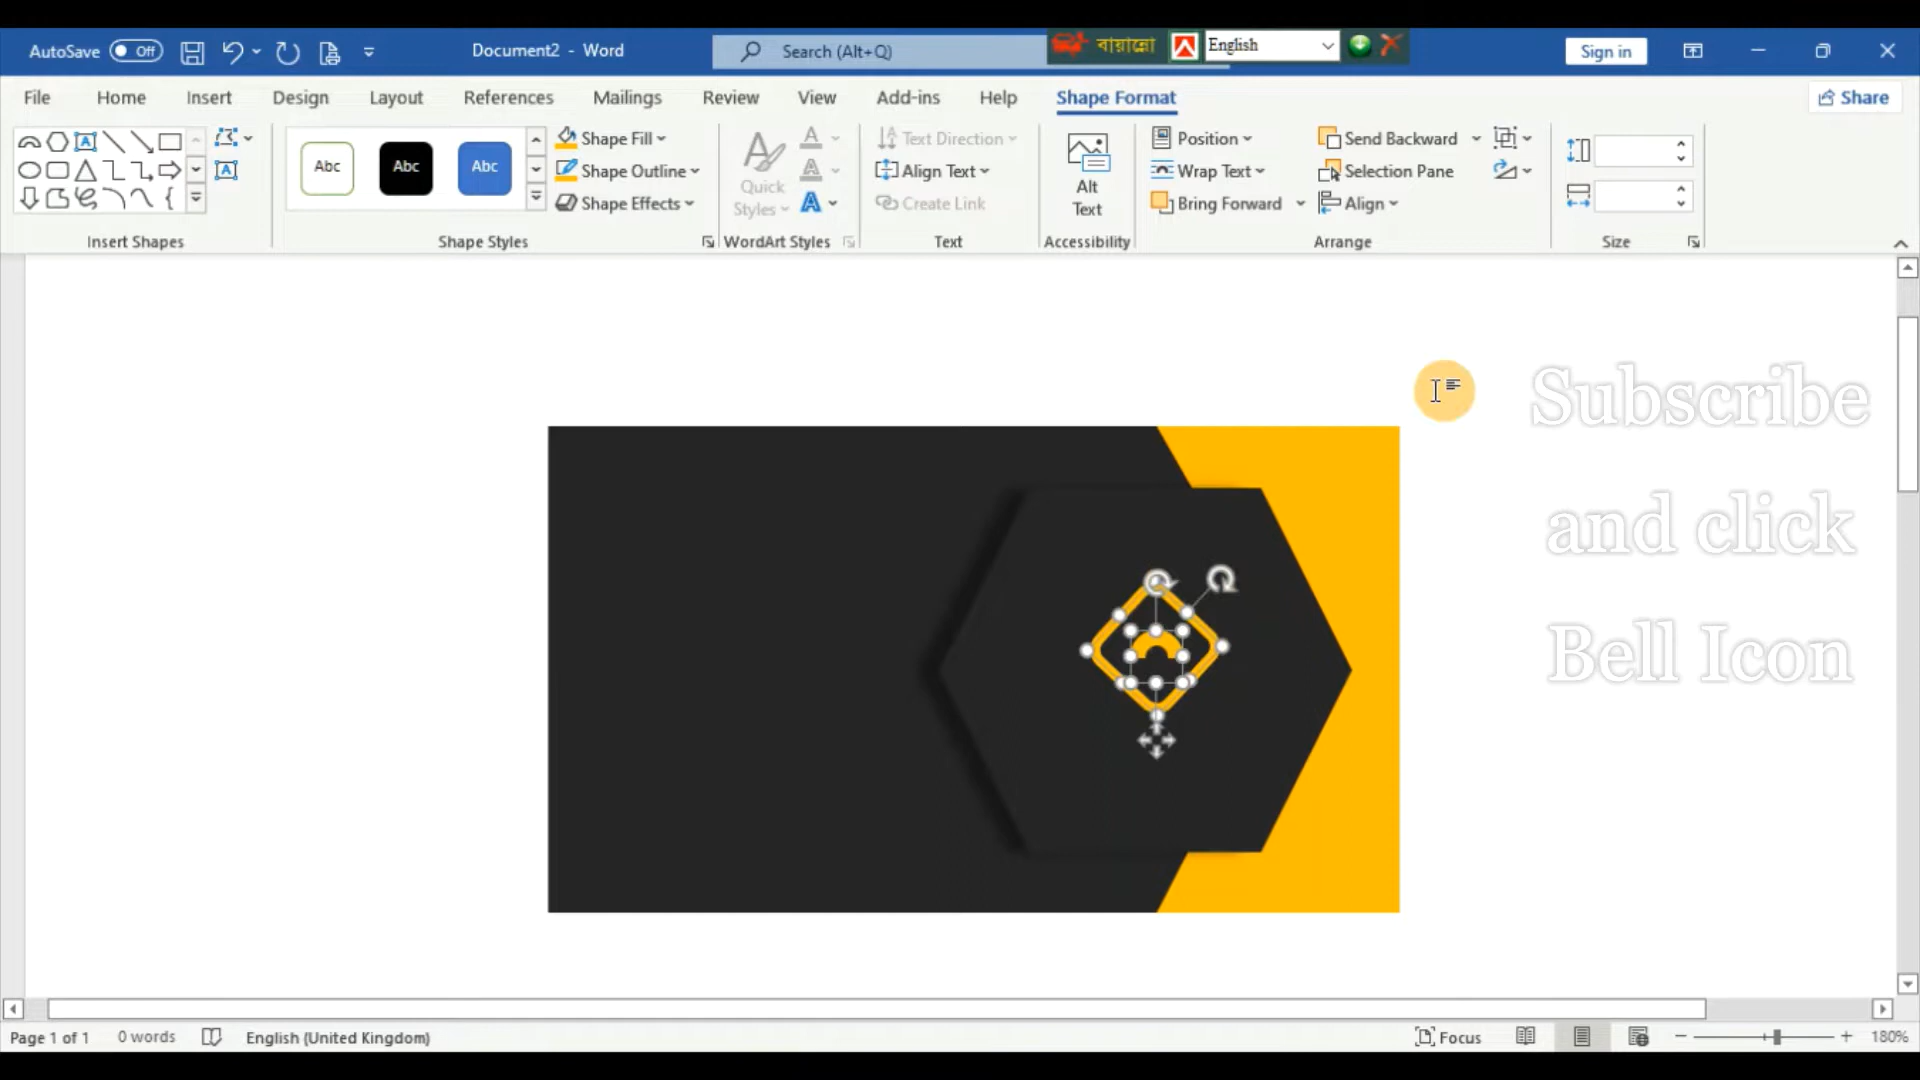 AutoSave Off Document2 - Word Search (Alt+Q) বায়ান্নো English Sign in
File Home Insert Design Layout References Mailings Review View Add-ins Help Shape Format Share
Abc Abc Abc
Shape Fill
Shape Outline
Shape Effects
Quick
Styles
Text Direction
Align Text
Create Link
Alt
Text
Position
Wrap Text
Bring Forward
Send Backward
Selection Pane
Align
Insert Shapes Shape Styles WordArt Styles Text Accessibility Arrange Size
Subscribe
and click
Bell Icon
Page 1 of 1 0 words English (United Kingdom) Focus 180%